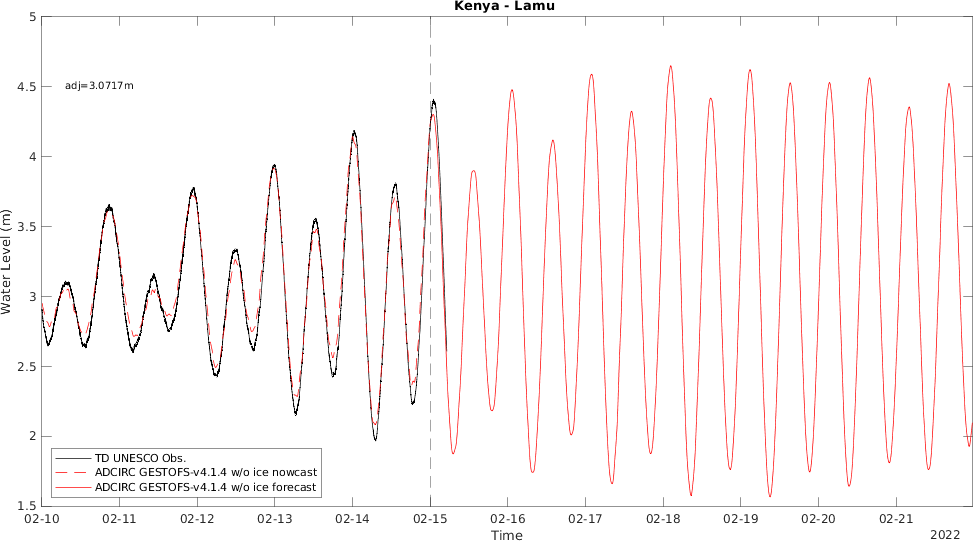 Kenya - Lamu
5
4.5
4
3.5
3
2.5
2
1.5
Water Level (m)
adj=3.0717m
TD UNESCO Obs.
ADCIRC GESTOFS-v4.1.4 w/o ice nowcast
ADCIRC GESTOFS-v4.1.4 w/o ice forecast
02-10 02-11 02-12 02-13 02-14 02-15 02-16 02-17 02-18 02-19 02-20 02-21
Time
2022